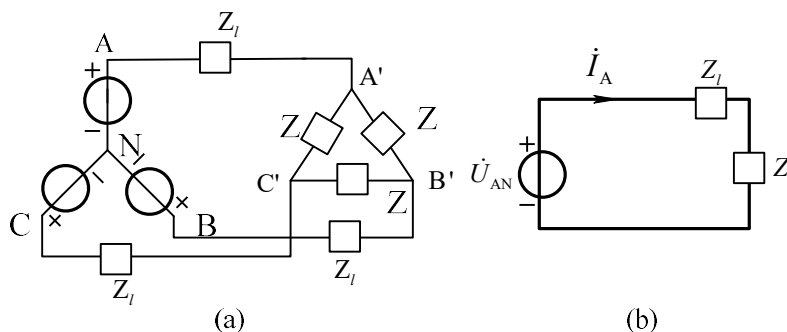 A
Z_l
+
−
A'
Z
Z
N
−
−
C'
B'
C
+
+
Z
B
Z_l
Z_l
(a)
İ_A
Z_l
+
U̇_AN
−
Z
(b)